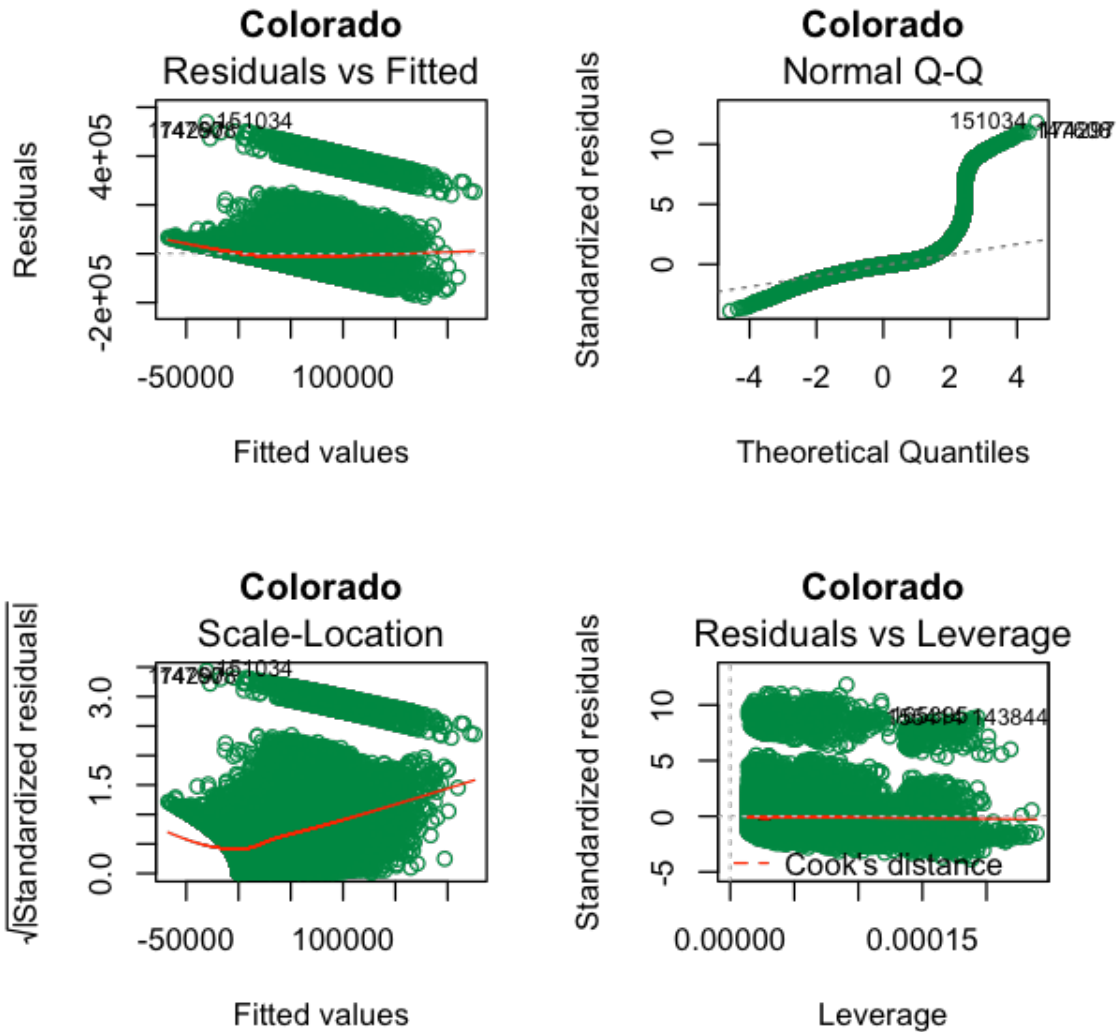 Colorado
Residuals vs Fitted
Residuals
4e+05
-2e+05
151034
-50000
100000
Fitted values
Colorado
Normal Q-Q
Standardized residuals
10
5
0
151034
-4
-2
0
2
4
Theoretical Quantiles
Colorado
Scale-Location
√|Standardized residuals|
3.0
1.5
0.0
151034
-50000
100000
Fitted values
Colorado
Residuals vs Leverage
Standardized residuals
10
5
0
-5
143844
Cook's distance
0.00000
0.00015
Leverage